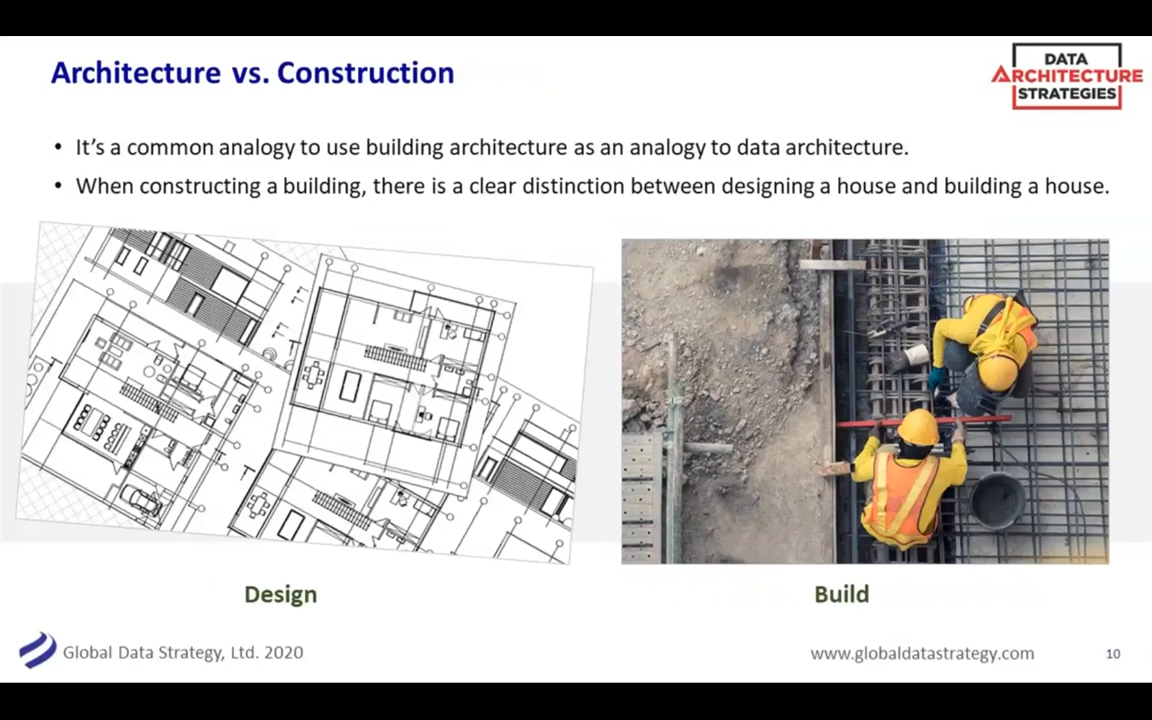 Architecture vs. Construction
DATA
ARCHITECTURE
STRATEGIES
• It’s a common analogy to use building architecture as an analogy to data architecture.
• When constructing a building, there is a clear distinction between designing a house and building a house.
Design
Build
Global Data Strategy, Ltd. 2020
www.globaldatastrategy.com
10